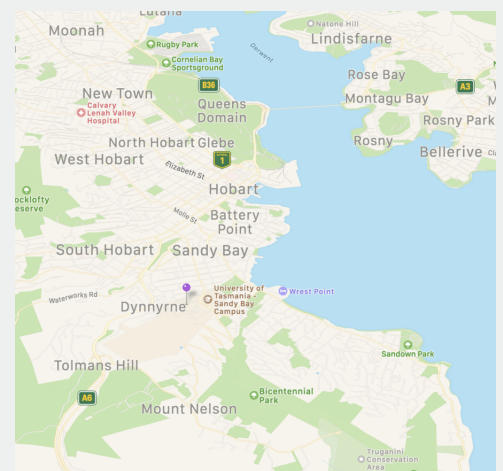 Lutana
Natone Hill
Moonah
Rugby Park
Lindisfarne
Derwent
Cornelian Bay
Sportsground
Rose Bay
B36
A3
New Town
Montagu Bay
Queens
Domain
Calvary
Lenah Valley
Hospital
Rosny Park
North Hobart
Glebe
Rosny
Bellerive
West Hobart
1
Elizabeth St
Hobart
ocklofty
eserve
Molle St
Battery
Point
South Hobart
Sandy Bay
University of
Tasmania -
Sandy Bay
Campus
Wrest Point
Waterworks Rd
Dynnyrne
Sandown Park
Tolmans Hill
Bicentennial
Park
A6
Mount Nelson
Truganini
Conservation
Area